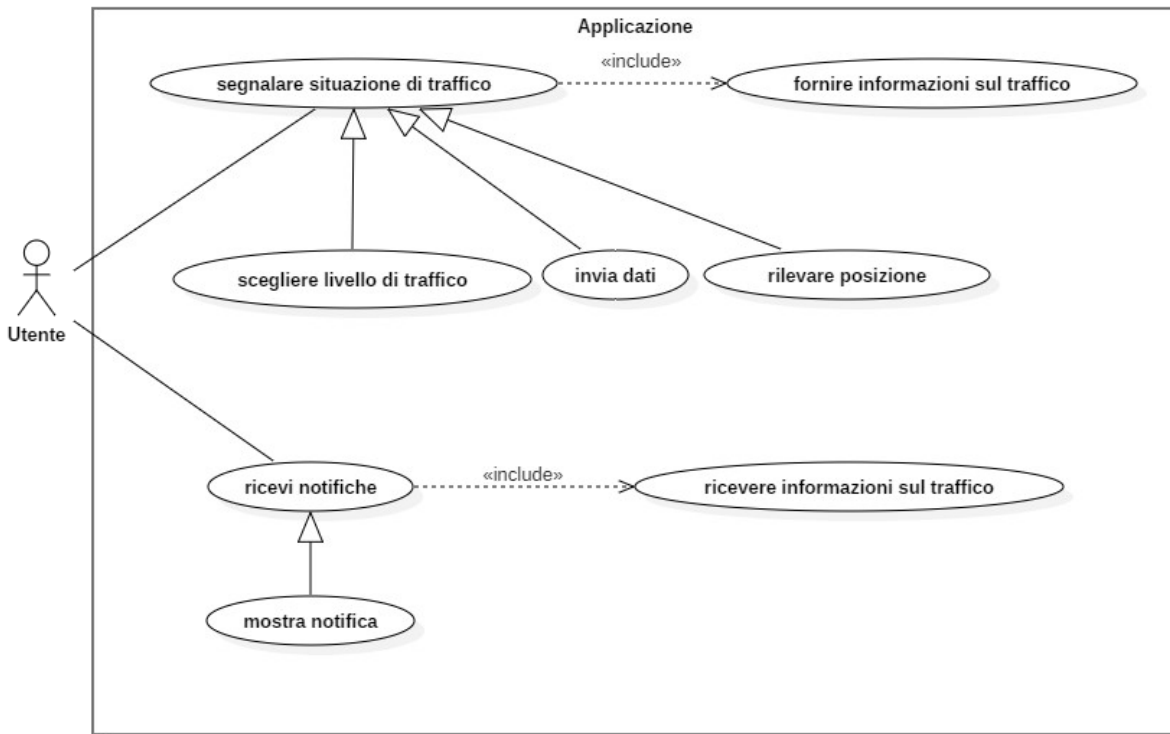 Applicazione
«include»
segnalare situazione di traffico
fornire informazioni sul traffico
scegliere livello di traffico
invia dati
rilevare posizione
Utente
«include»
ricevi notifiche
ricevere informazioni sul traffico
mostra notifica